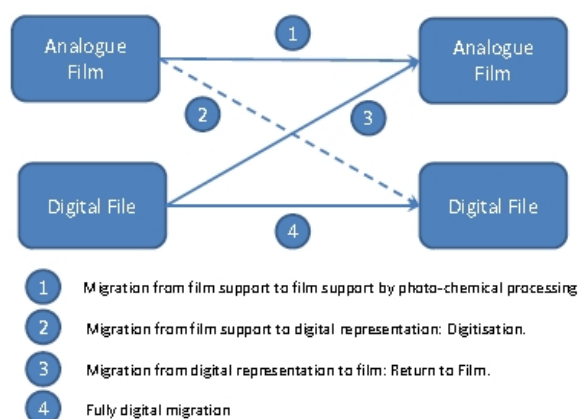 Analogue
Film
1
Analogue
Film
2
3
Digital File
Digital File
4
1 Migration from film support to film support by photo-chemical processing
2 Migration from film support to digital representation: Digitisation.
3 Migration from digital representation to film: Return to Film.
4 Fully digital migration